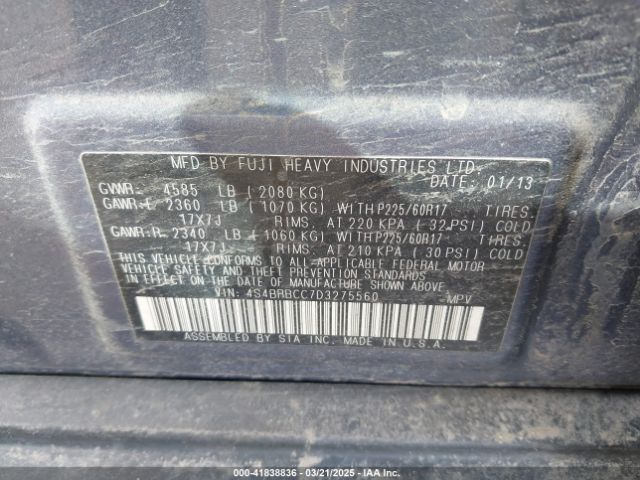 MFD BY FUJI HEAVY INDUSTRIES LTD.
DATE: 01/13
GVWR: 4585 LB (2080 KG)
GAWR:F. 2360 LB (1070 KG) WITH P225/60R17 TIRES.
17X7J RIMS. AT 220 KPA (32 PSI) COLD
GAWR:R. 2340 LB (1060 KG) WITH P225/60R17 TIRES.
17X7J RIMS. AT 210 KPA (30 PSI) COLD
THIS VEHICLE CONFORMS TO ALL APPLICABLE FEDERAL MOTOR
VEHICLE SAFETY AND THEFT PREVENTION STANDARDS IN EFFECT
ON THE DATE OF MANUFACTURE SHOWN ABOVE.
VIN: 4S4BRBCC7D3275560 MPV
ASSEMBLED BY SIA INC. MADE IN U.S.A.
000-41838836 - 03/21/2025 - IAA Inc.